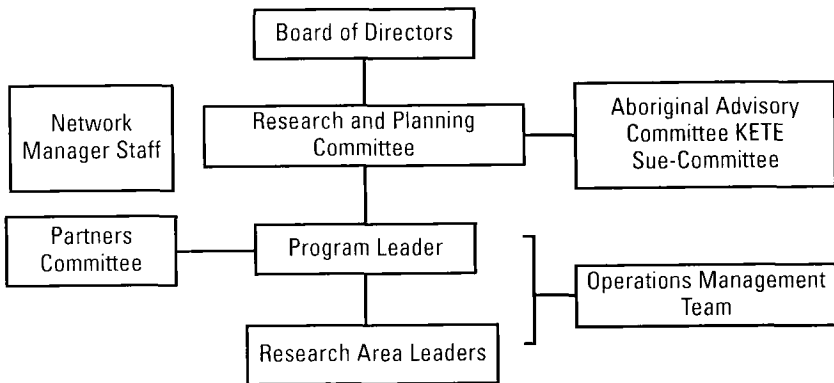 Board of Directors
Network
Manager Staff
Research and Planning
Committee
Aboriginal Advisory
Committee KETE
Sue-Committee
Partners
Committee
Program Leader
Operations Management
Team
Research Area Leaders